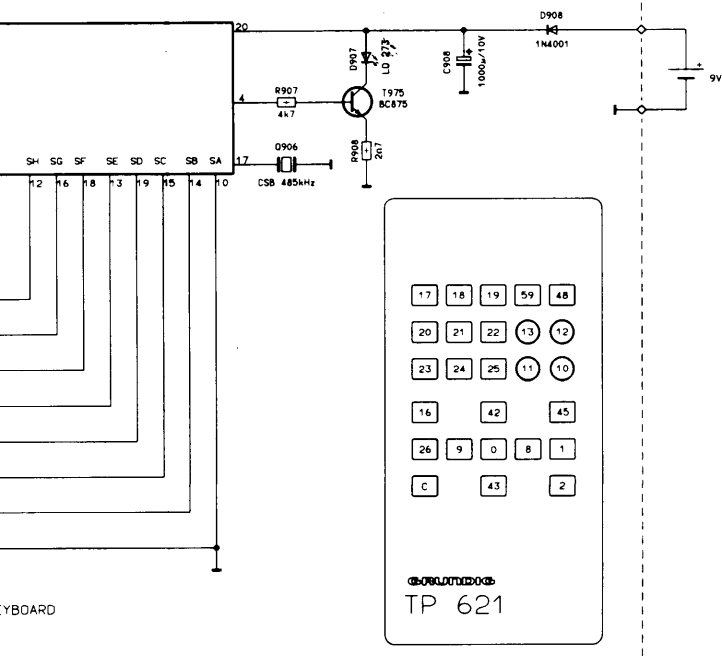 20
D908
1N4001
+
9V
D907
LD 273
+
C908
1000µ/10V
R907
4
4k7
T975
BC875
R908
2Ω7
Q906
17
CSB 485kHz
SH SG SF SE SD SC SB SA
12 16 18 13 19 15 14 10
17 18 19 59 48
20 21 22 13 12
23 24 25 11 10
16 42 45
26 9 0 8 1
C 43 2
GRUNDIG
TP 621
EYBOARD